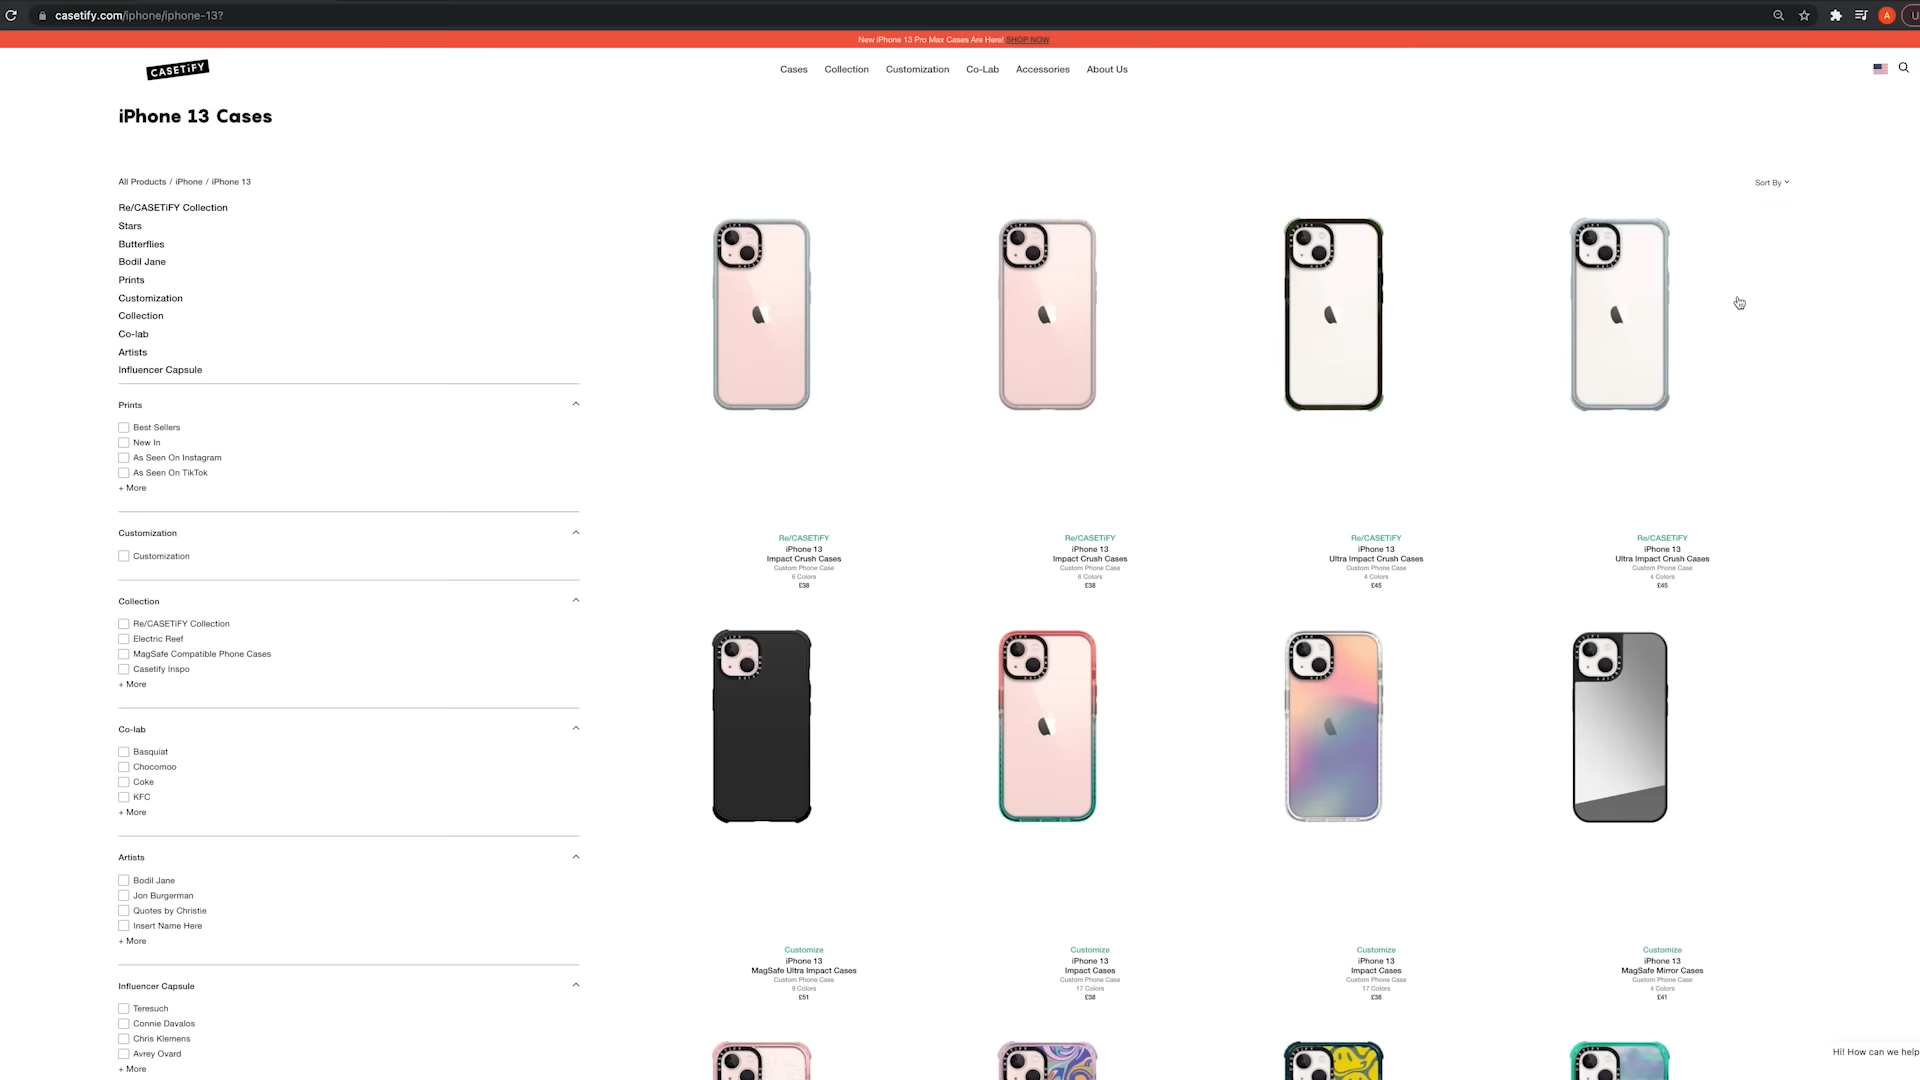 casetify.com/iphone/iphone-13?
A
New iPhone 13 Pro Max Cases Are Here! SHOP NOW
CASETiFY
Cases Collection Customization Co-Lab Accessories About Us
iPhone 13 Cases
All Products / iPhone / iPhone 13
Sort By
Re/CASETiFY Collection
Stars
Butterflies
Bodil Jane
Prints
Customization
Collection
Co-lab
Artists
Influencer Capsule
Prints
Best Sellers
New In
As Seen On Instagram
As Seen On TikTok
+ More
Customization
Customization
Collection
Re/CASETiFY Collection
Electric Reef
MagSafe Compatible Phone Cases
Casetify Inspo
+ More
Co-lab
Basquiat
Chocomoo
Coke
KFC
+ More
Artists
Bodil Jane
Jon Burgerman
Quotes by Christie
Insert Name Here
+ More
Influencer Capsule
Teresuch
Connie Davalos
Chris Klemens
Avrey Ovard
+ More
Re/CASETiFY
iPhone 13
Impact Crush Cases
Custom Phone Case
6 Colors
£38
Re/CASETiFY
iPhone 13
Impact Crush Cases
Custom Phone Case
6 Colors
£38
Re/CASETiFY
iPhone 13
Ultra Impact Crush Cases
Custom Phone Case
4 Colors
£45
Re/CASETiFY
iPhone 13
Ultra Impact Crush Cases
Custom Phone Case
4 Colors
£45
Customize
iPhone 13
MagSafe Ultra Impact Cases
Custom Phone Case
9 Colors
£51
Customize
iPhone 13
Impact Cases
Custom Phone Case
17 Colors
£38
Customize
iPhone 13
Impact Cases
Custom Phone Case
17 Colors
£38
Customize
iPhone 13
MagSafe Mirror Cases
Custom Phone Case
4 Colors
£41
Hi! How can we help